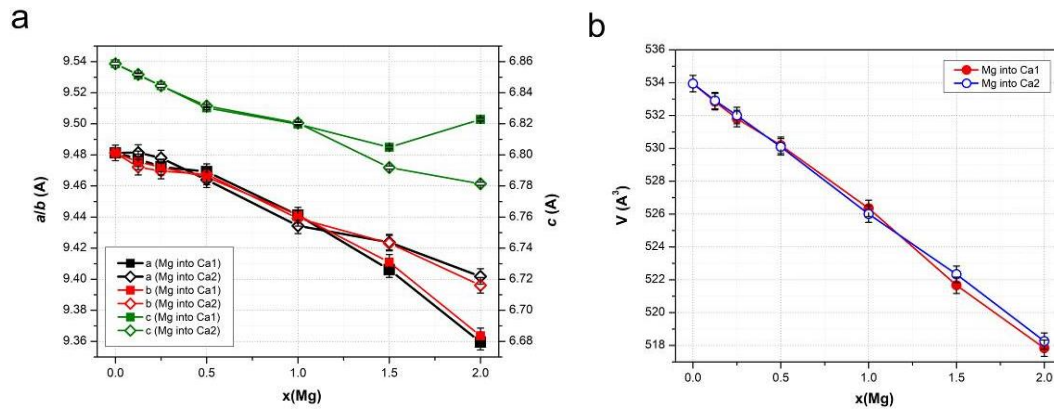 a
9.54
9.52
9.50
9.48
9.46
9.44
9.42
9.40
9.38
9.36
a/b (A)
6.86
6.84
6.82
6.80
6.78
6.76
6.74
6.72
6.70
6.68
c (A)
a (Mg into Ca1)
a (Mg into Ca2)
b (Mg into Ca1)
b (Mg into Ca2)
c (Mg into Ca1)
c (Mg into Ca2)
0.0 0.5 1.0 1.5 2.0
x(Mg)
b
536
534
532
530
528
526
524
522
520
518
V (A³)
Mg into Ca1
Mg into Ca2
0.0 0.5 1.0 1.5 2.0
x(Mg)